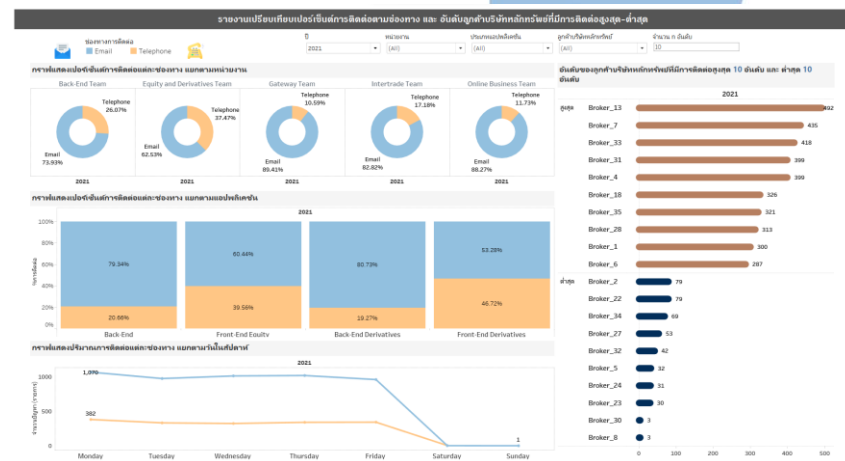 รายงานเปรียบเทียบเปอร์เซ็นต์การติดต่อตามช่องทาง และ อันดับลูกค้าบริษัทหลักทรัพย์ที่มีการติดต่อสูงสุด-ต่ำสุด
ช่องทางการติดต่อ
Email Telephone
ปี
2021
หน่วยงาน
(All)
ประเภทแอปพลิเคชัน
(All)
ลูกค้าบริษัทหลักทรัพย์
(All)
จำนวน n อันดับ
10
กราฟแสดงเปอร์เซ็นต์การติดต่อแต่ละช่องทาง แยกตามหน่วยงาน
Back-End Team Equity and Derivatives Team Gateway Team Intertrade Team Online Business Team
Telephone 26.07%
Email 73.93%
2021
Telephone 37.47%
Email 62.53%
2021
Telephone 10.59%
Email 89.41%
2021
Telephone 17.18%
Email 82.82%
2021
Telephone 11.73%
Email 88.27%
2021
กราฟแสดงเปอร์เซ็นต์การติดต่อแต่ละช่องทาง แยกตามแอปพลิเคชัน
2021
%การติดต่อ
100%
80%
60%
40%
20%
0%
79.34% 60.44% 80.73% 53.28%
20.66% 39.56% 19.27% 46.72%
Back-End Front-End Equity Back-End Derivatives Front-End Derivatives
กราฟแสดงปริมาณการติดต่อแต่ละช่องทาง แยกตามวันในสัปดาห์
2021
จำนวนปัญหา (รายการ)
1000
500
0
1,070
382
1
Monday Tuesday Wednesday Thursday Friday Saturday Sunday
อันดับของลูกค้าบริษัทหลักทรัพย์ที่มีการติดต่อสูงสุด 10 อันดับ และ ต่ำสุด 10
อันดับ
2021
สูงสุด Broker_13 492
Broker_7 435
Broker_33 418
Broker_31 399
Broker_4 399
Broker_18 326
Broker_35 321
Broker_28 313
Broker_1 300
Broker_6 287
ต่ำสุด Broker_2 79
Broker_22 79
Broker_34 69
Broker_27 53
Broker_32 42
Broker_5 32
Broker_24 31
Broker_23 30
Broker_30 3
Broker_8 3
0 100 200 300 400 500